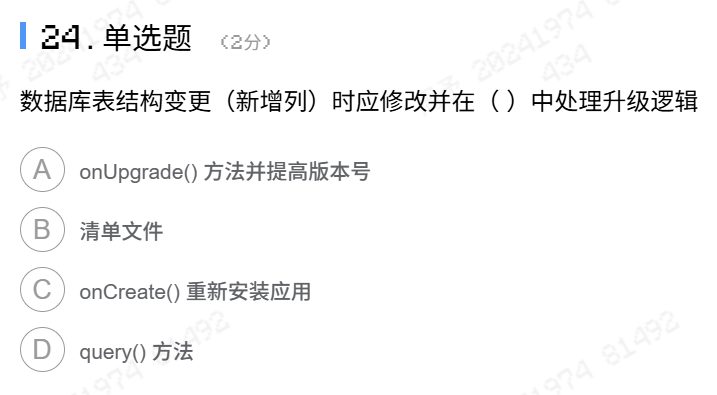 24.单选题 (2分)
数据库表结构变更（新增列）时应修改并在（ ）中处理升级逻辑
A onUpgrade() 方法并提高版本号
B 清单文件
C onCreate() 重新安装应用
D query() 方法